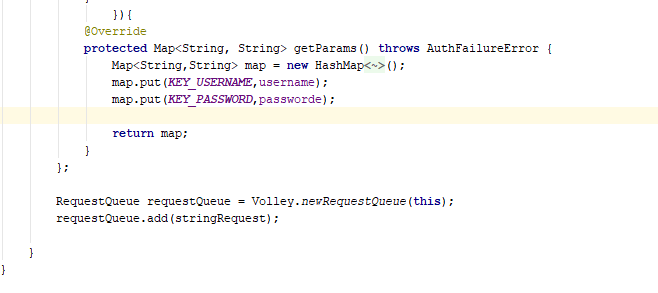 }){
@Override
protected Map<String, String> getParams() throws AuthFailureError {
Map<String,String> map = new HashMap<~>();
map.put(KEY_USERNAME,username);
map.put(KEY_PASSWORD,passworde);
return map;
}
};
RequestQueue requestQueue = Volley.newRequestQueue(this);
requestQueue.add(stringRequest);
}
}